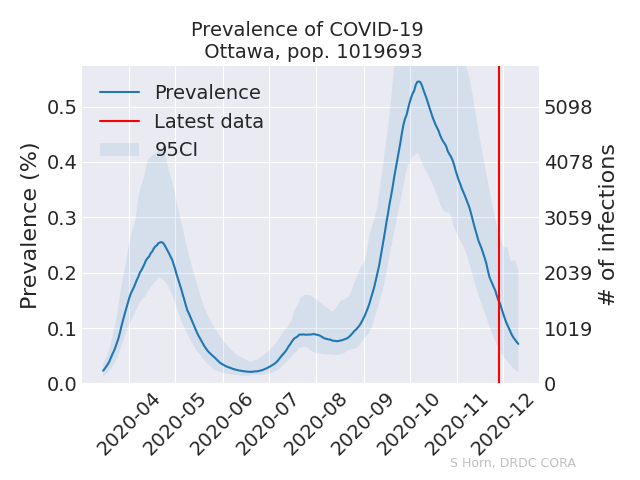 Prevalence of COVID-19
Ottawa, pop. 1019693
Prevalence
Latest data
95CI
Prevalence (%)
0.5
0.4
0.3
0.2
0.1
0.0
5098
4078
3059
2039
1019
0
# of infections
2020-04
2020-05
2020-06
2020-07
2020-08
2020-09
2020-10
2020-11
2020-12
S Horn, DRDC CORA